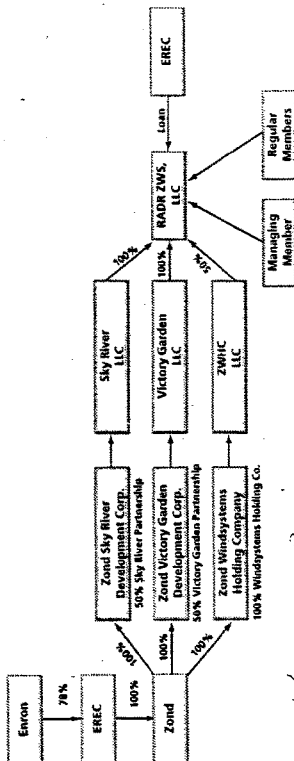 Enron
78%
EREC
100%
Zond
100%
100%
100%
Zond Sky River
Development Corp.
50% Sky River Partnership
Zond Victory Garden
Development Corp.
50% Victory Garden Partnership
Zond Windsystems
Holding Company
100% Windsystems Holding Co.
Sky River
LLC
Victory Garden
LLC
ZWHC
LLC
100%
100%
50%
RADR ZWS,
LLC
Loan
EREC
Managing
Member
Regular
Members